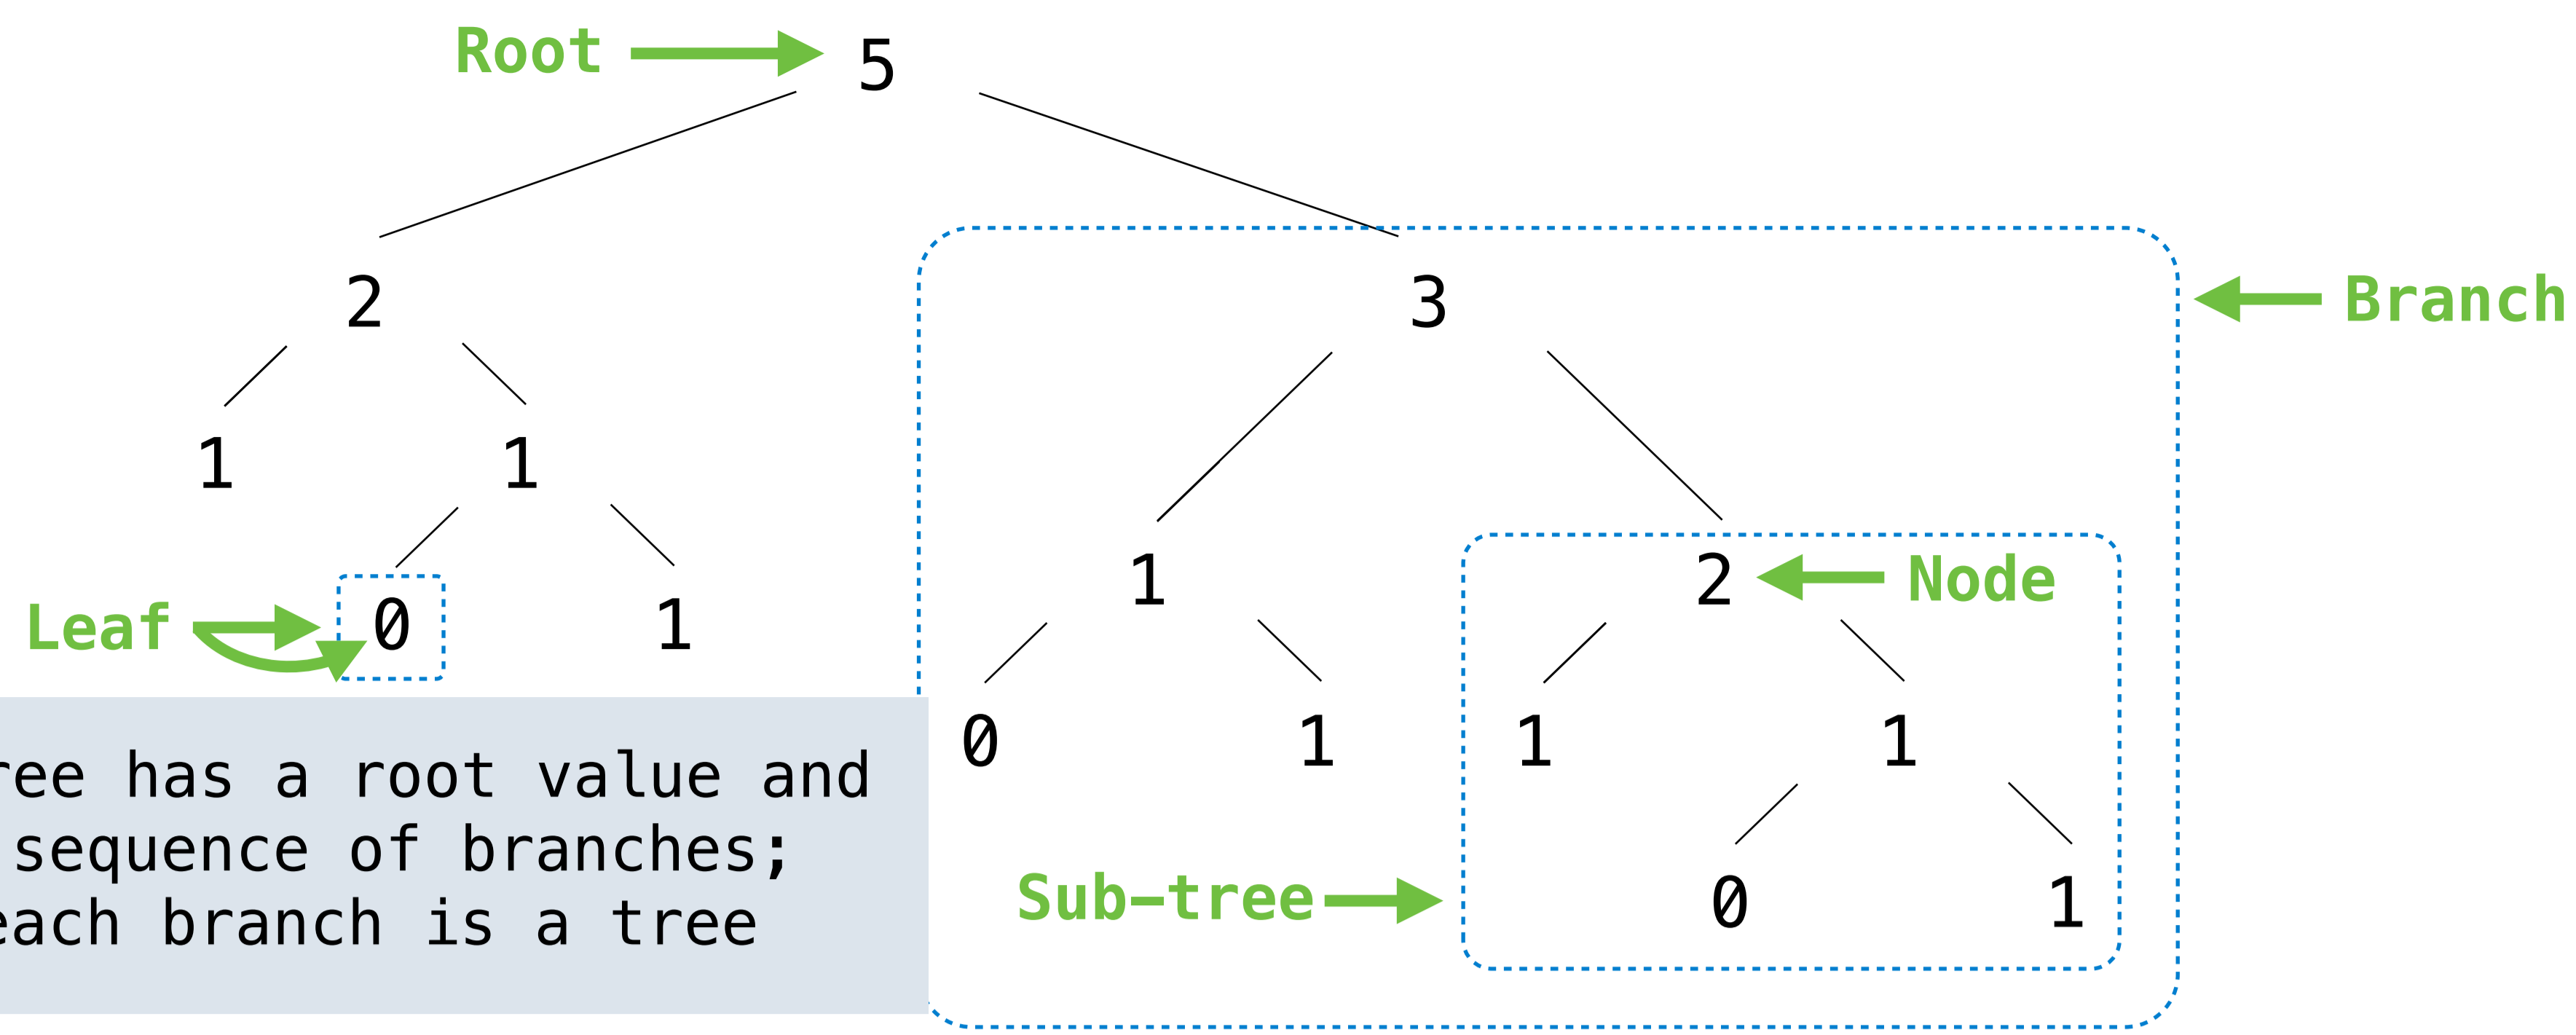 Root 5
2 3 Branch
1 1
1 2 Node
Leaf 0 1
0 1 1 1
ree has a root value and
sequence of branches;
each branch is a tree
Sub-tree 0 1